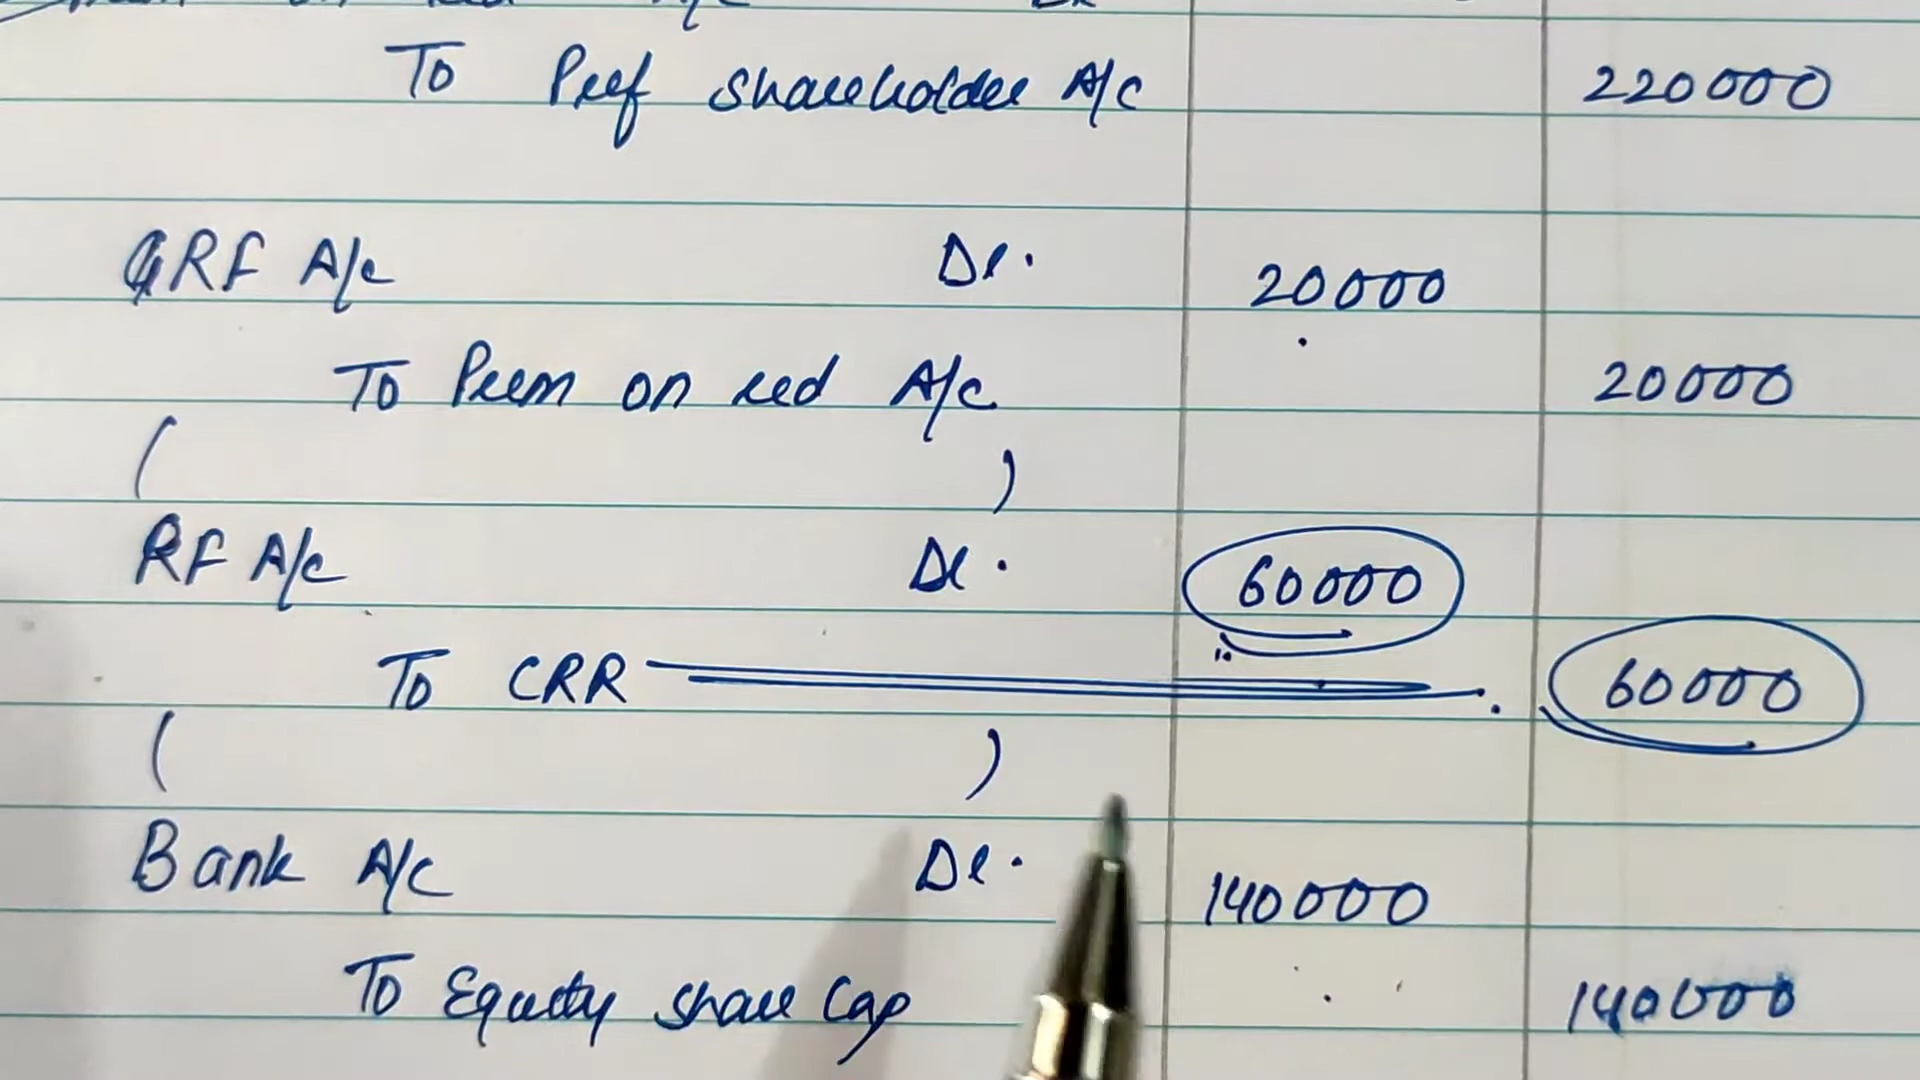 To Pref Shareholder A/c 220000
GRF A/c Dr. 20000
To Prem on red A/c 20000
( )
RF A/c Dr. 60000
To CRR 60000
( )
Bank A/c Dr. 140000
To Equity share Cap 140000